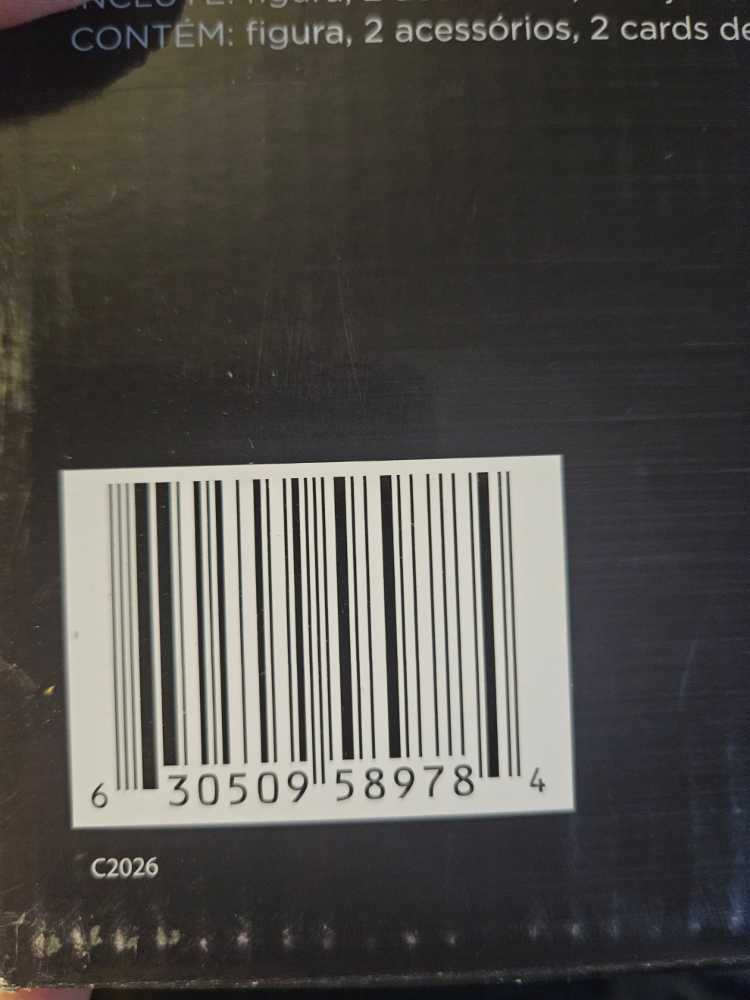 CONTÉM: figura, 2 acessórios, 2 cards de
6 30509 58978 4
C2026